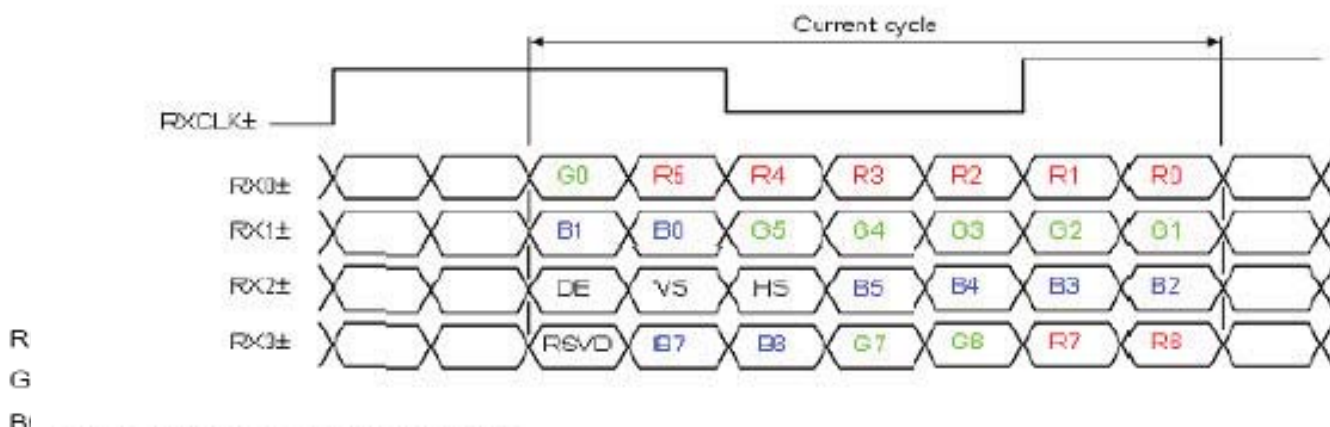 Current cycle
RXCLK±
RX0± G0 R5 R4 R3 R2 R1 R0
RX1± B1 B0 G5 G4 G3 G2 G1
RX2± DE VS HS B5 B4 B3 B2
RX3± RSVD B7 B6 G7 G6 R7 R6
R
G